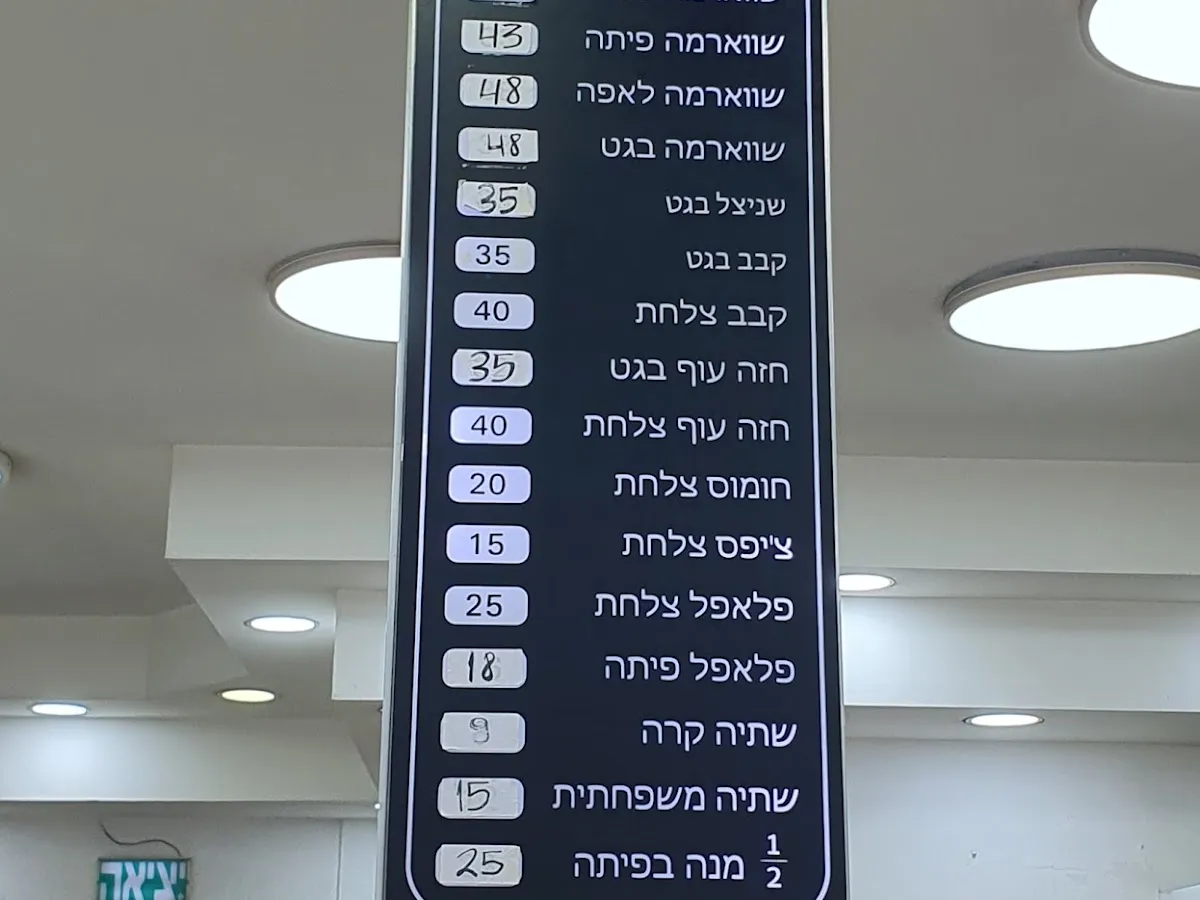 שווארמה פיתה 43
שווארמה לאפה 48
שווארמה בגט 48
שניצל בגט 35
קבב בגט 35
קבב צלחת 40
חזה עוף בגט 35
חזה עוף צלחת 40
חומוס צלחת 20
צ'יפס צלחת 15
פלאפל צלחת 25
פלאפל פיתה 18
שתיה קרה 9
שתיה משפחתית 15
1/2 מנה בפיתה 25
יציאה